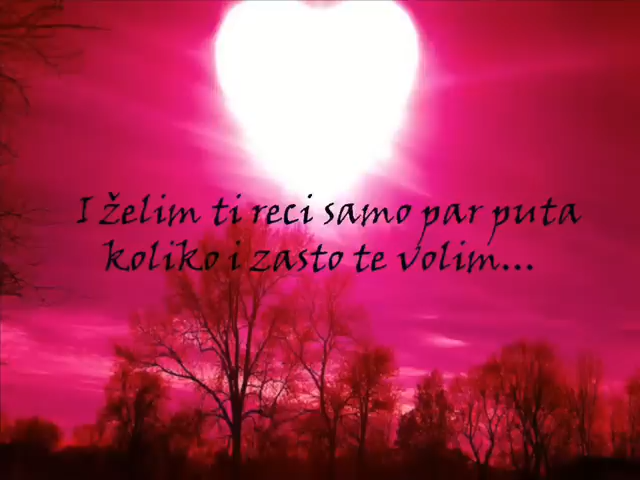 I želim ti reci samo par puta
koliko i zasto te volim...